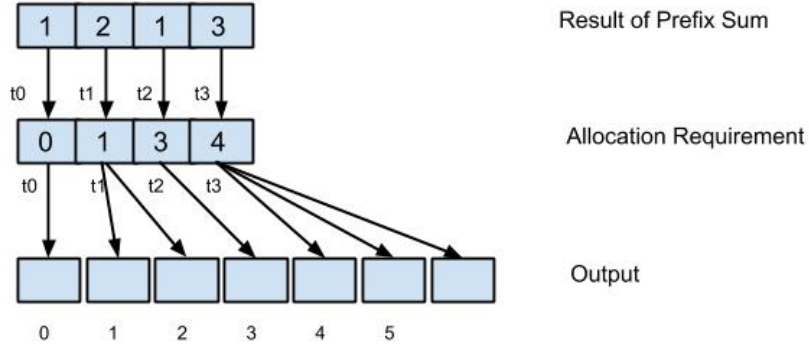 1 2 1 3 Result of Prefix Sum
t0 t1 t2 t3
0 1 3 4 Allocation Requirement
t0 t1 t2 t3
Output
0 1 2 3 4 5